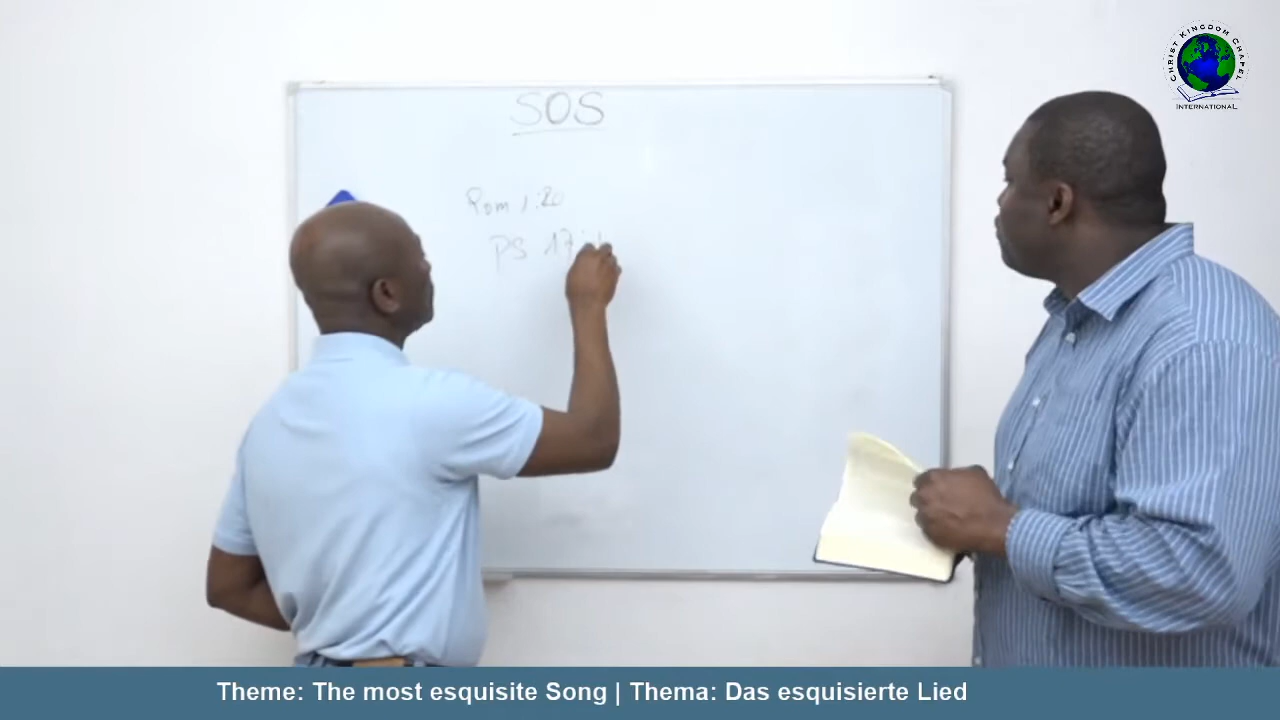 CHRIST KINGDOM CHAPEL
INTERNATIONAL
SOS
Rom 1:20
PS 17
Theme: The most esquisite Song | Thema: Das esquisierte Lied